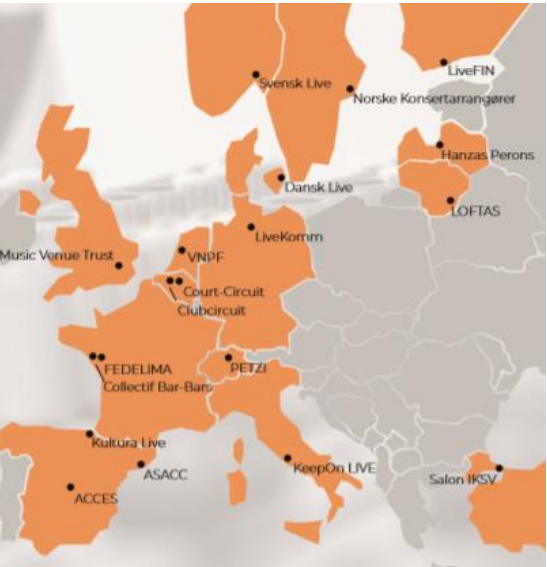 LiveFIN
Svensk Live
Norske Konsertarrangører
Hanzas Perons
Dansk Live
LOFTAS
LiveKomm
Music Venue Trust
VNPF
Court-Circuit
Clubcircuit
FEDELIMA
PETZI
Collectif Bar-Bars
Kultura Live
KeepOn LIVE
ASACC
Salon IKSV
ACCES